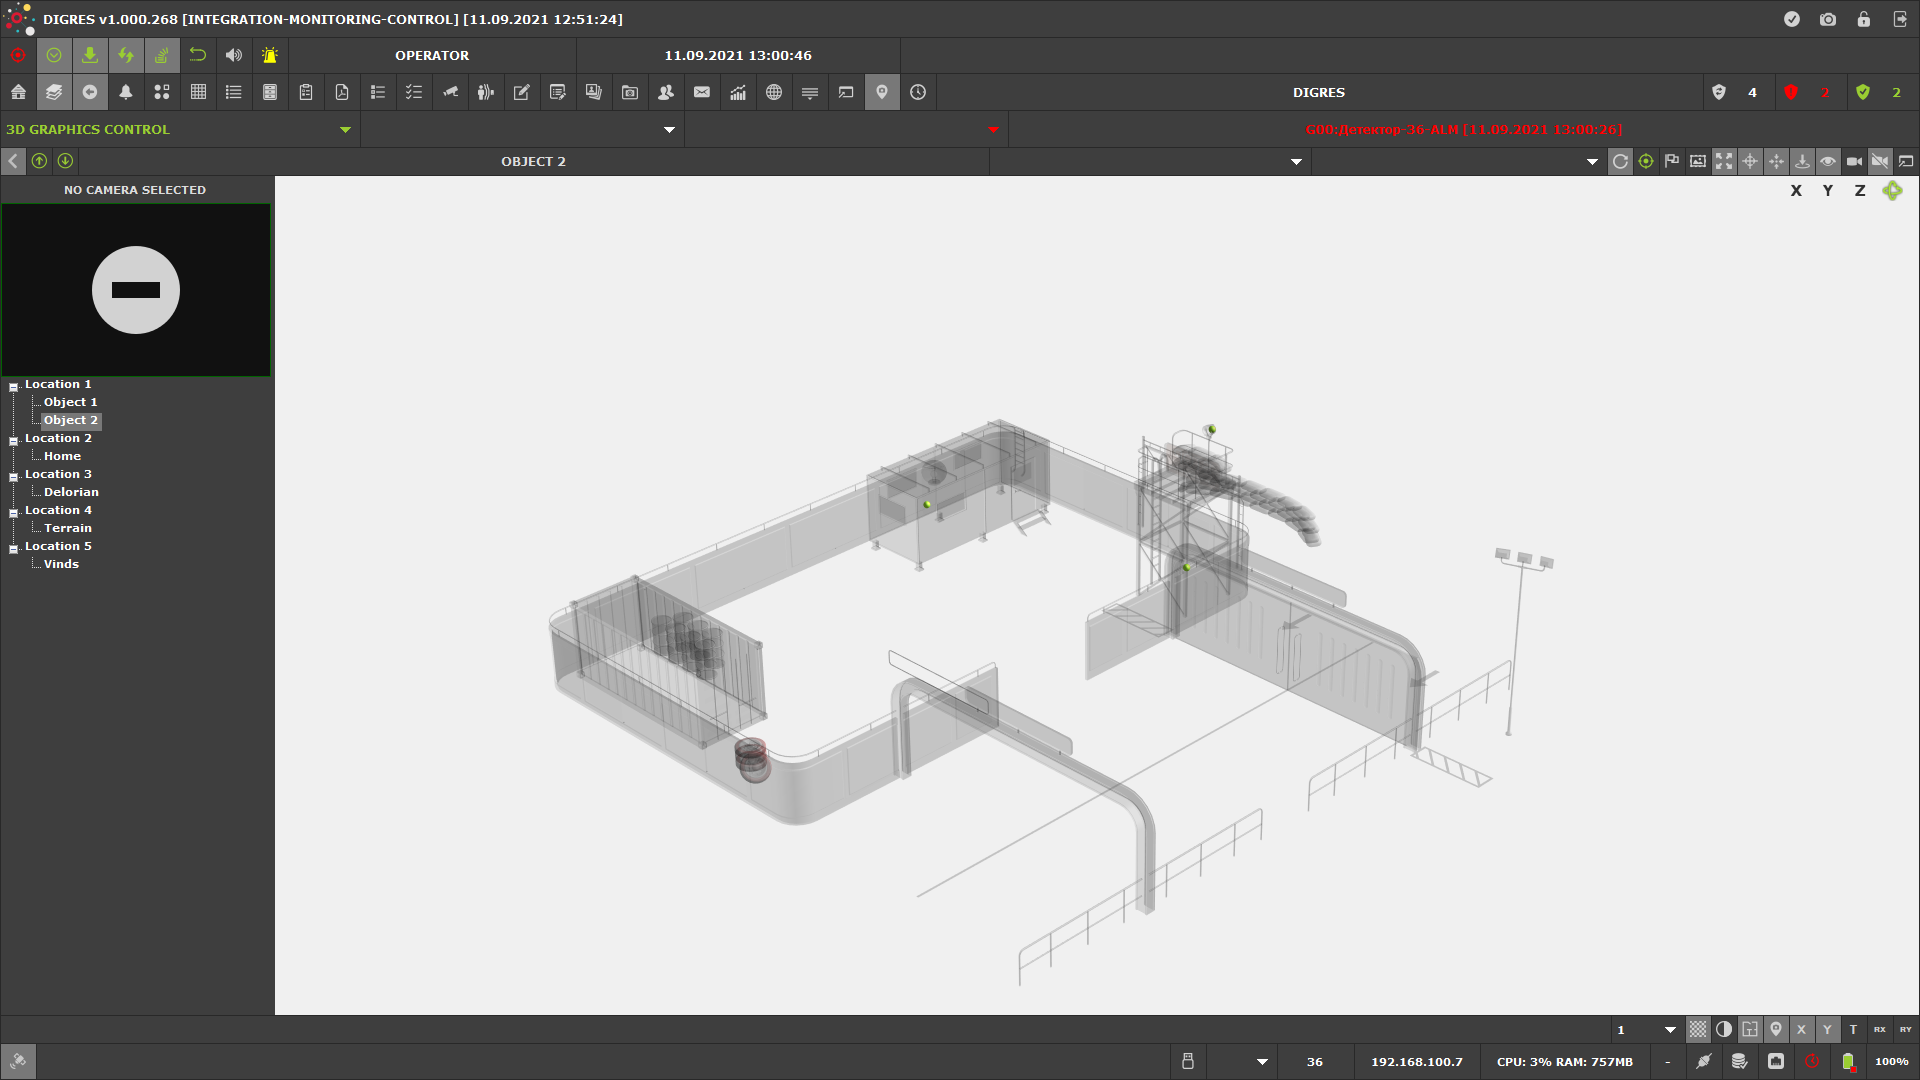 DIGRES v1.000.268 [INTEGRATION-MONITORING-CONTROL] [11.09.2021 12:51:24]
OPERATOR
11.09.2021 13:00:46
DIGRES
4
2
2
3D GRAPHICS CONTROL
G00:Детектор-36-ALM [11.09.2021 13:00:26]
OBJECT 2
NO CAMERA SELECTED
X Y Z
Location 1
Object 1
Object 2
Location 2
Home
Location 3
Delorian
Location 4
Terrain
Location 5
Vinds
1
X Y T RX RY
36
192.168.100.7
CPU: 3% RAM: 757MB
-
100%